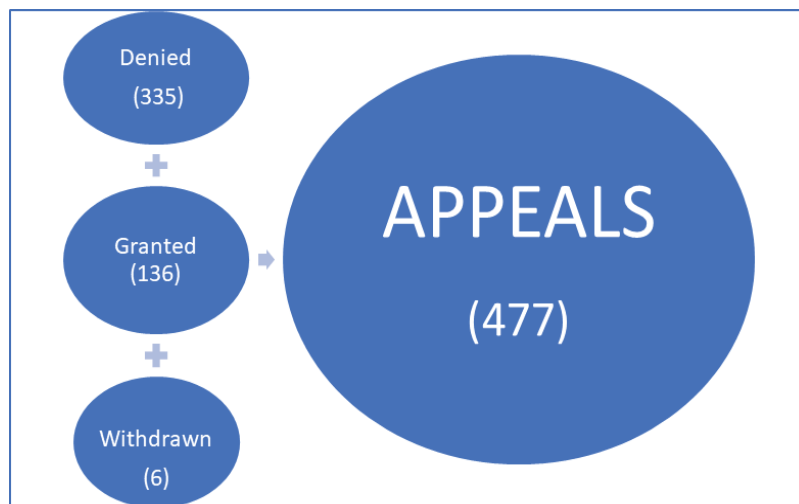 Denied
(335)
Granted
(136)
Withdrawn
(6)
APPEALS
(477)